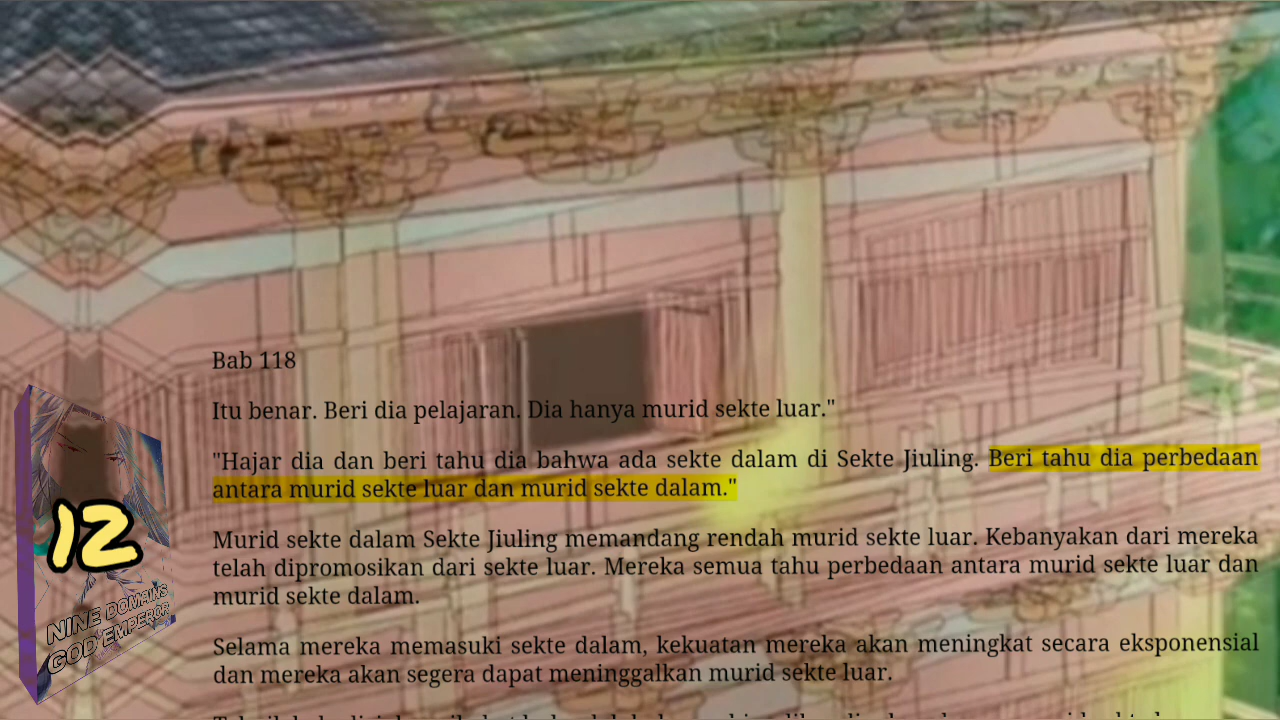 Bab 118
Itu benar. Beri dia pelajaran. Dia hanya murid sekte luar."
"Hajar dia dan beri tahu dia bahwa ada sekte dalam di Sekte Jiuling. Beri tahu dia perbedaan
antara murid sekte luar dan murid sekte dalam."
Murid sekte dalam Sekte Jiuling memandang rendah murid sekte luar. Kebanyakan dari mereka
telah dipromosikan dari sekte luar. Mereka semua tahu perbedaan antara murid sekte luar dan
murid sekte dalam.
Selama mereka memasuki sekte dalam, kekuatan mereka akan meningkat secara eksponensial
dan mereka akan segera dapat meninggalkan murid sekte luar.
12
NINE DOMAINS
GOD EMPEROR